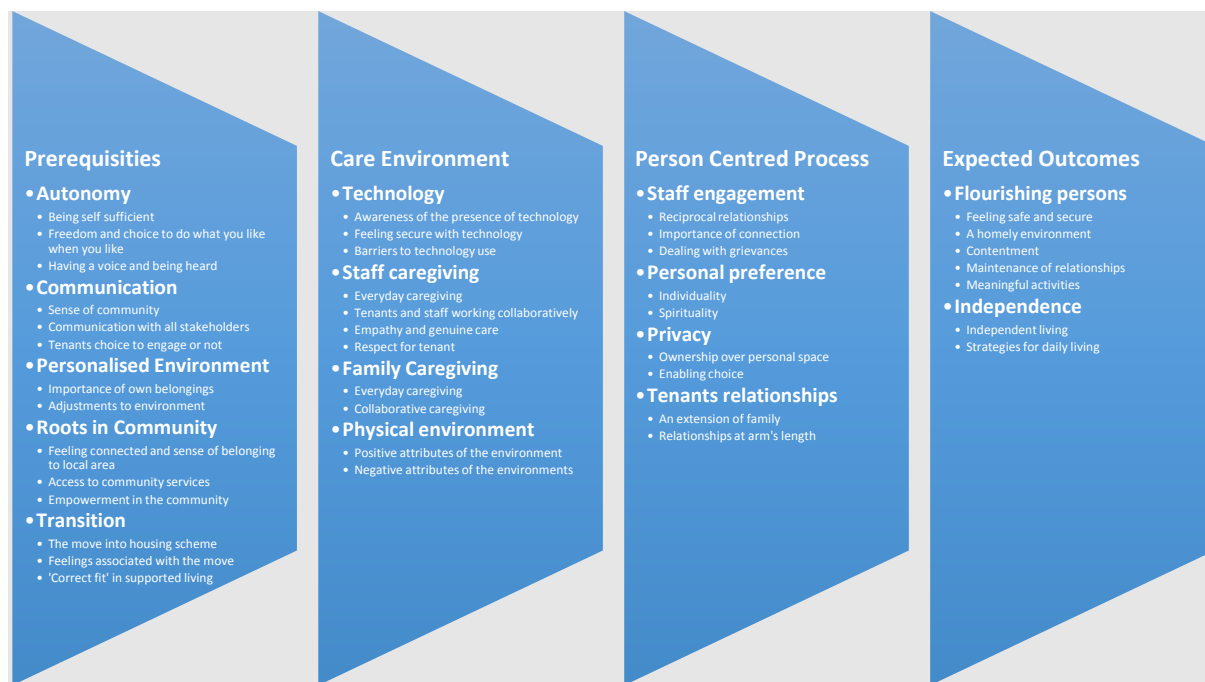 Prerequisities
•Autonomy
• Being self sufficient
• Freedom and choice to do what you like
when you like
• Having a voice and being heard
•Communication
• Sense of community
• Communication with all stakeholders
• Tenants choice to engage or not
•Personalised Environment
• Importance of own belongings
• Adjustments to environment
•Roots in Community
• Feeling connected and sense of belonging
to local area
• Access to community services
• Empowerment in the community
•Transition
• The move into housing scheme
• Feelings associated with the move
• 'Correct fit' in supported living
Care Environment
•Technology
• Awareness of the presence of technology
• Feeling secure with technology
• Barriers to technology use
•Staff caregiving
• Everyday caregiving
• Tenants and staff working collaboratively
• Empathy and genuine care
• Respect for tenant
•Family Caregiving
• Everyday caregiving
• Collaborative caregiving
•Physical environment
• Positive attributes of the environment
• Negative attributes of the environments
Person Centred Process
•Staff engagement
• Reciprocal relationships
• Importance of connection
• Dealing with grievances
•Personal preference
• Individuality
• Spirituality
•Privacy
• Ownership over personal space
• Enabling choice
•Tenants relationships
• An extension of family
• Relationships at arm's length
Expected Outcomes
•Flourishing persons
• Feeling safe and secure
• A homely environment
• Contentment
• Maintenance of relationships
• Meaningful activities
•Independence
• Independent living
• Strategies for daily living